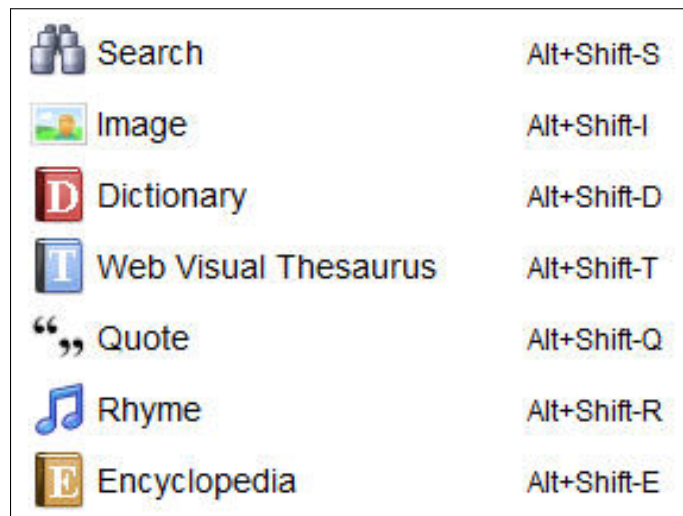 Search Alt+Shift-S
Image Alt+Shift-I
D Dictionary Alt+Shift-D
T Web Visual Thesaurus Alt+Shift-T
“„ Quote Alt+Shift-Q
Rhyme Alt+Shift-R
E Encyclopedia Alt+Shift-E